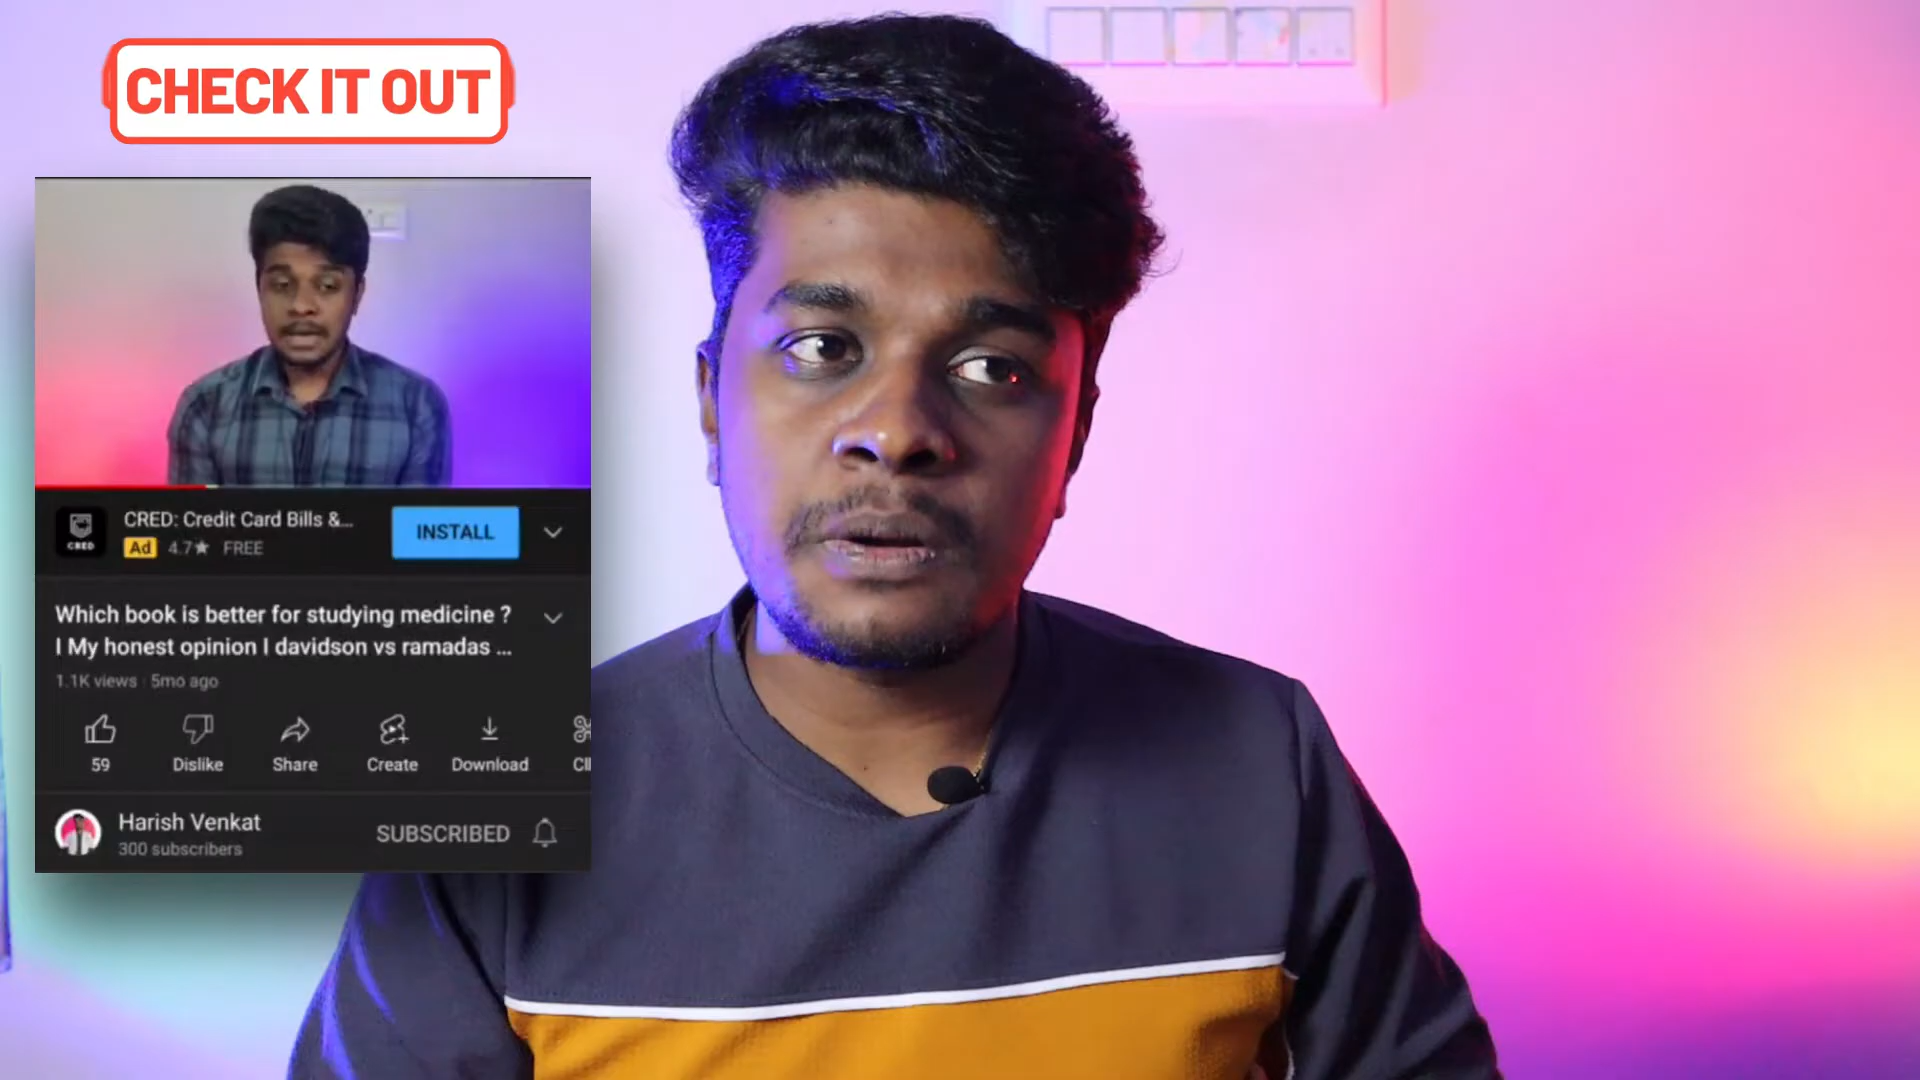 CHECK IT OUT
CRED
CRED: Credit Card Bills &...
Ad 4.7★ FREE
INSTALL
Which book is better for studying medicine ?
I My honest opinion I davidson vs ramadas ...
1.1K views · 5mo ago
59
Dislike
Share
Create
Download
Cli
Harish Venkat
300 subscribers
SUBSCRIBED